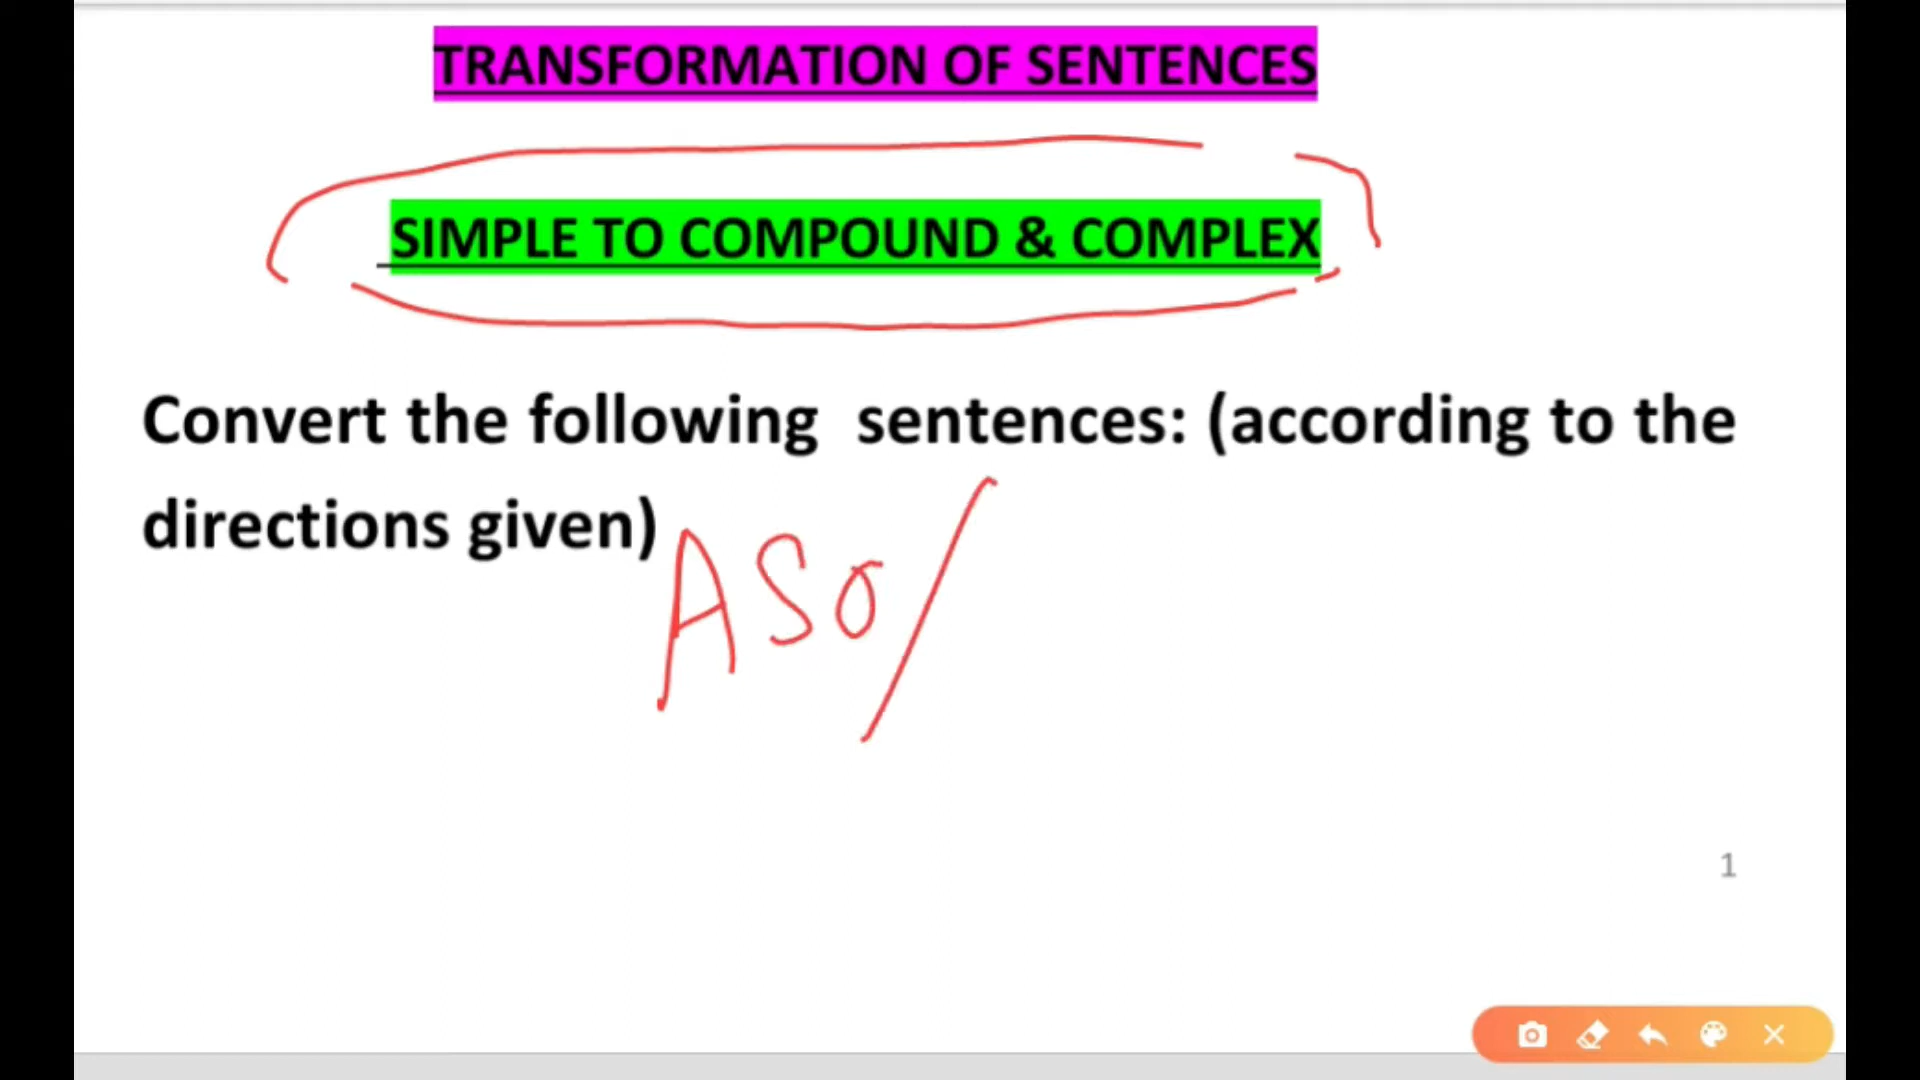 TRANSFORMATION OF SENTENCES
SIMPLE TO COMPOUND & COMPLEX
Convert the following sentences: (according to the
directions given)
ASO/
1